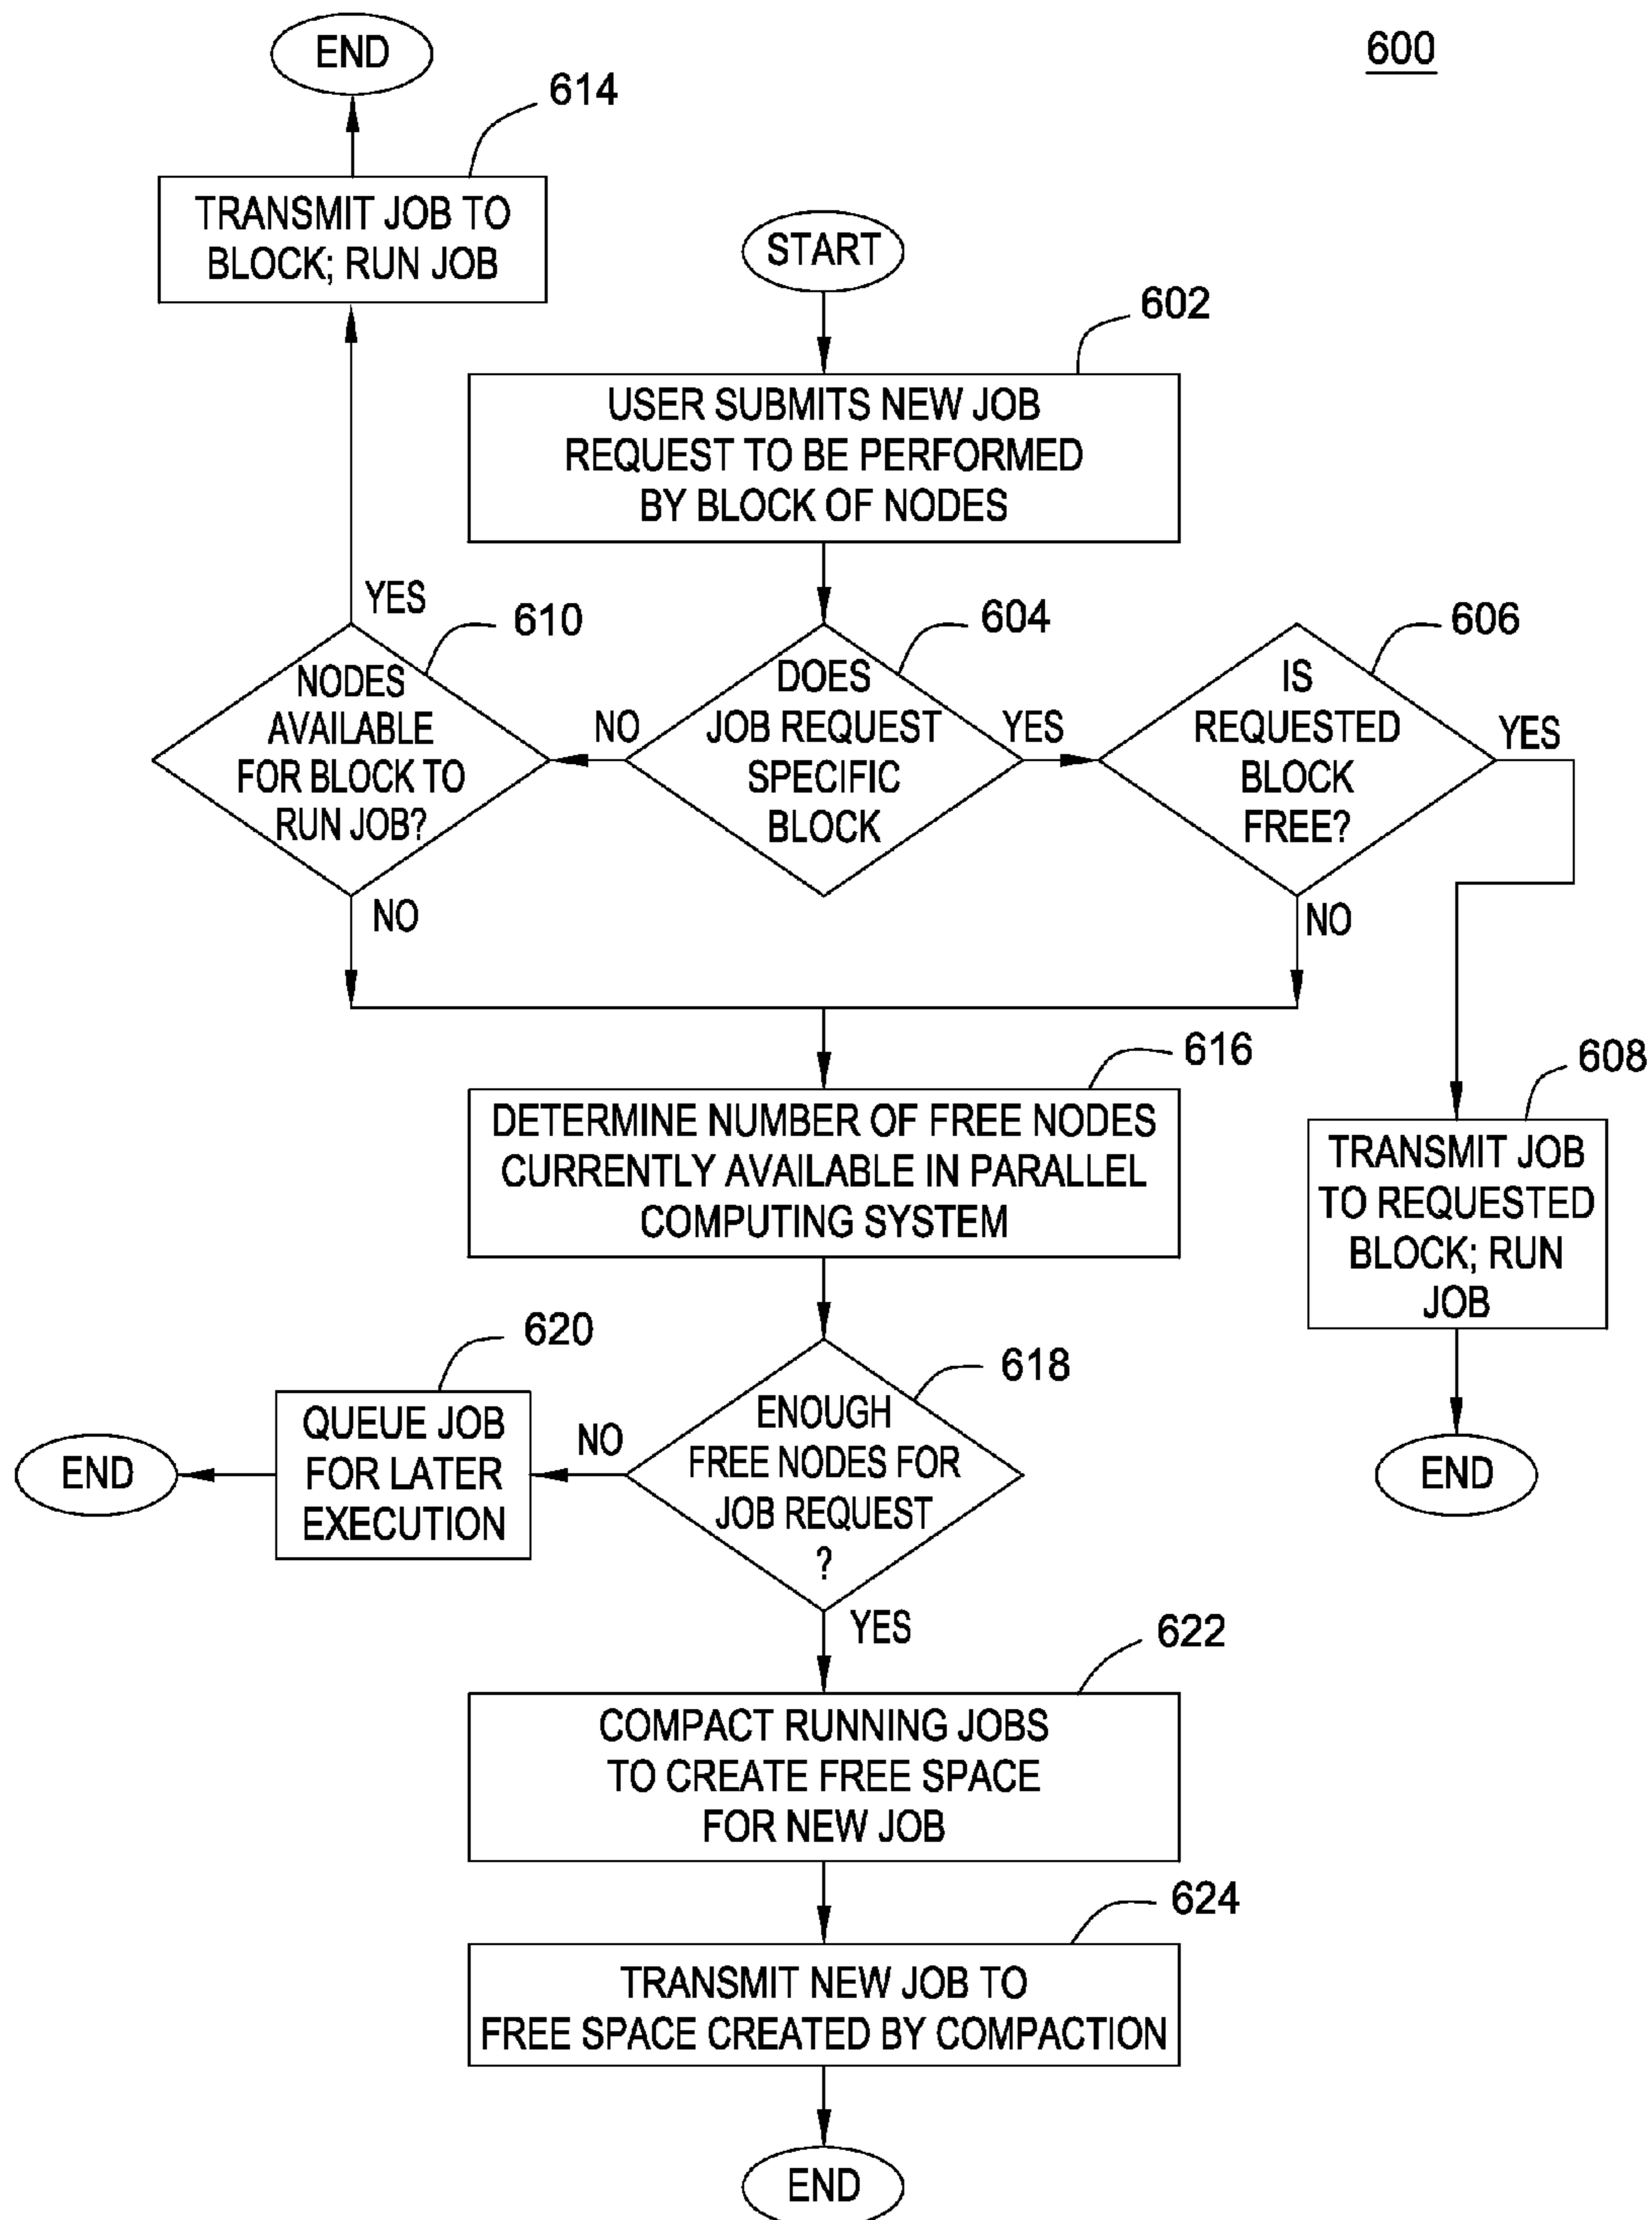 600
END
614
TRANSMIT JOB TO
BLOCK; RUN JOB
START
602
USER SUBMITS NEW JOB
REQUEST TO BE PERFORMED
BY BLOCK OF NODES
YES
610
NODES
AVAILABLE
FOR BLOCK TO
RUN JOB?
NO
604
DOES
JOB REQUEST
SPECIFIC
BLOCK
YES
606
IS
REQUESTED
BLOCK
FREE?
YES
NO
NO
616
DETERMINE NUMBER OF FREE NODES
CURRENTLY AVAILABLE IN PARALLEL
COMPUTING SYSTEM
608
TRANSMIT JOB
TO REQUESTED
BLOCK; RUN
JOB
END
618
ENOUGH
FREE NODES FOR
JOB REQUEST
?
NO
620
QUEUE JOB
FOR LATER
EXECUTION
END
YES
622
COMPACT RUNNING JOBS
TO CREATE FREE SPACE
FOR NEW JOB
624
TRANSMIT NEW JOB TO
FREE SPACE CREATED BY COMPACTION
END